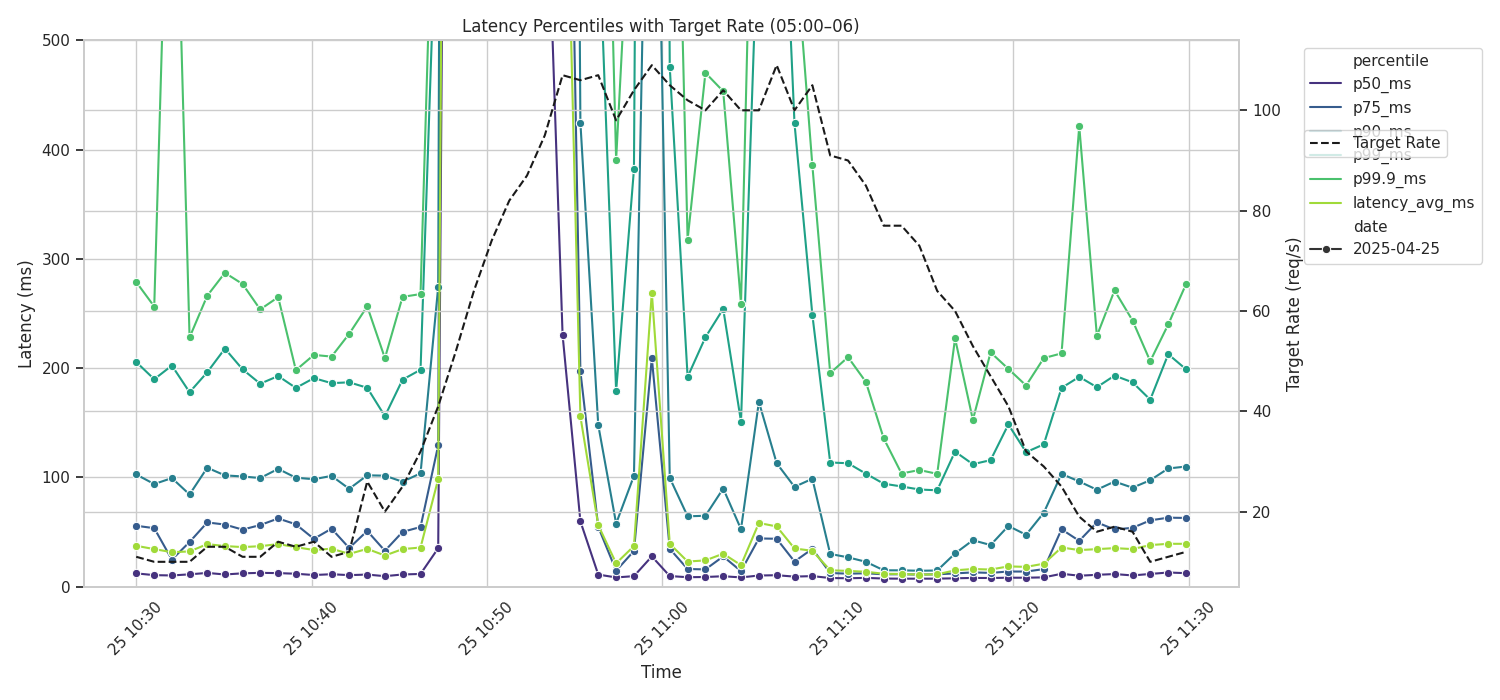 Latency Percentiles with Target Rate (05:00–06)
500
400
300
200
100
0
Latency (ms)
100
80
60
40
20
Target Rate (req/s)
25 10:30
25 10:40
25 10:50
25 11:00
25 11:10
25 11:20
25 11:30
Time
percentile
p50_ms
p75_ms
p90_ms
Target Rate
p99_ms
p99.9_ms
latency_avg_ms
date
2025-04-25